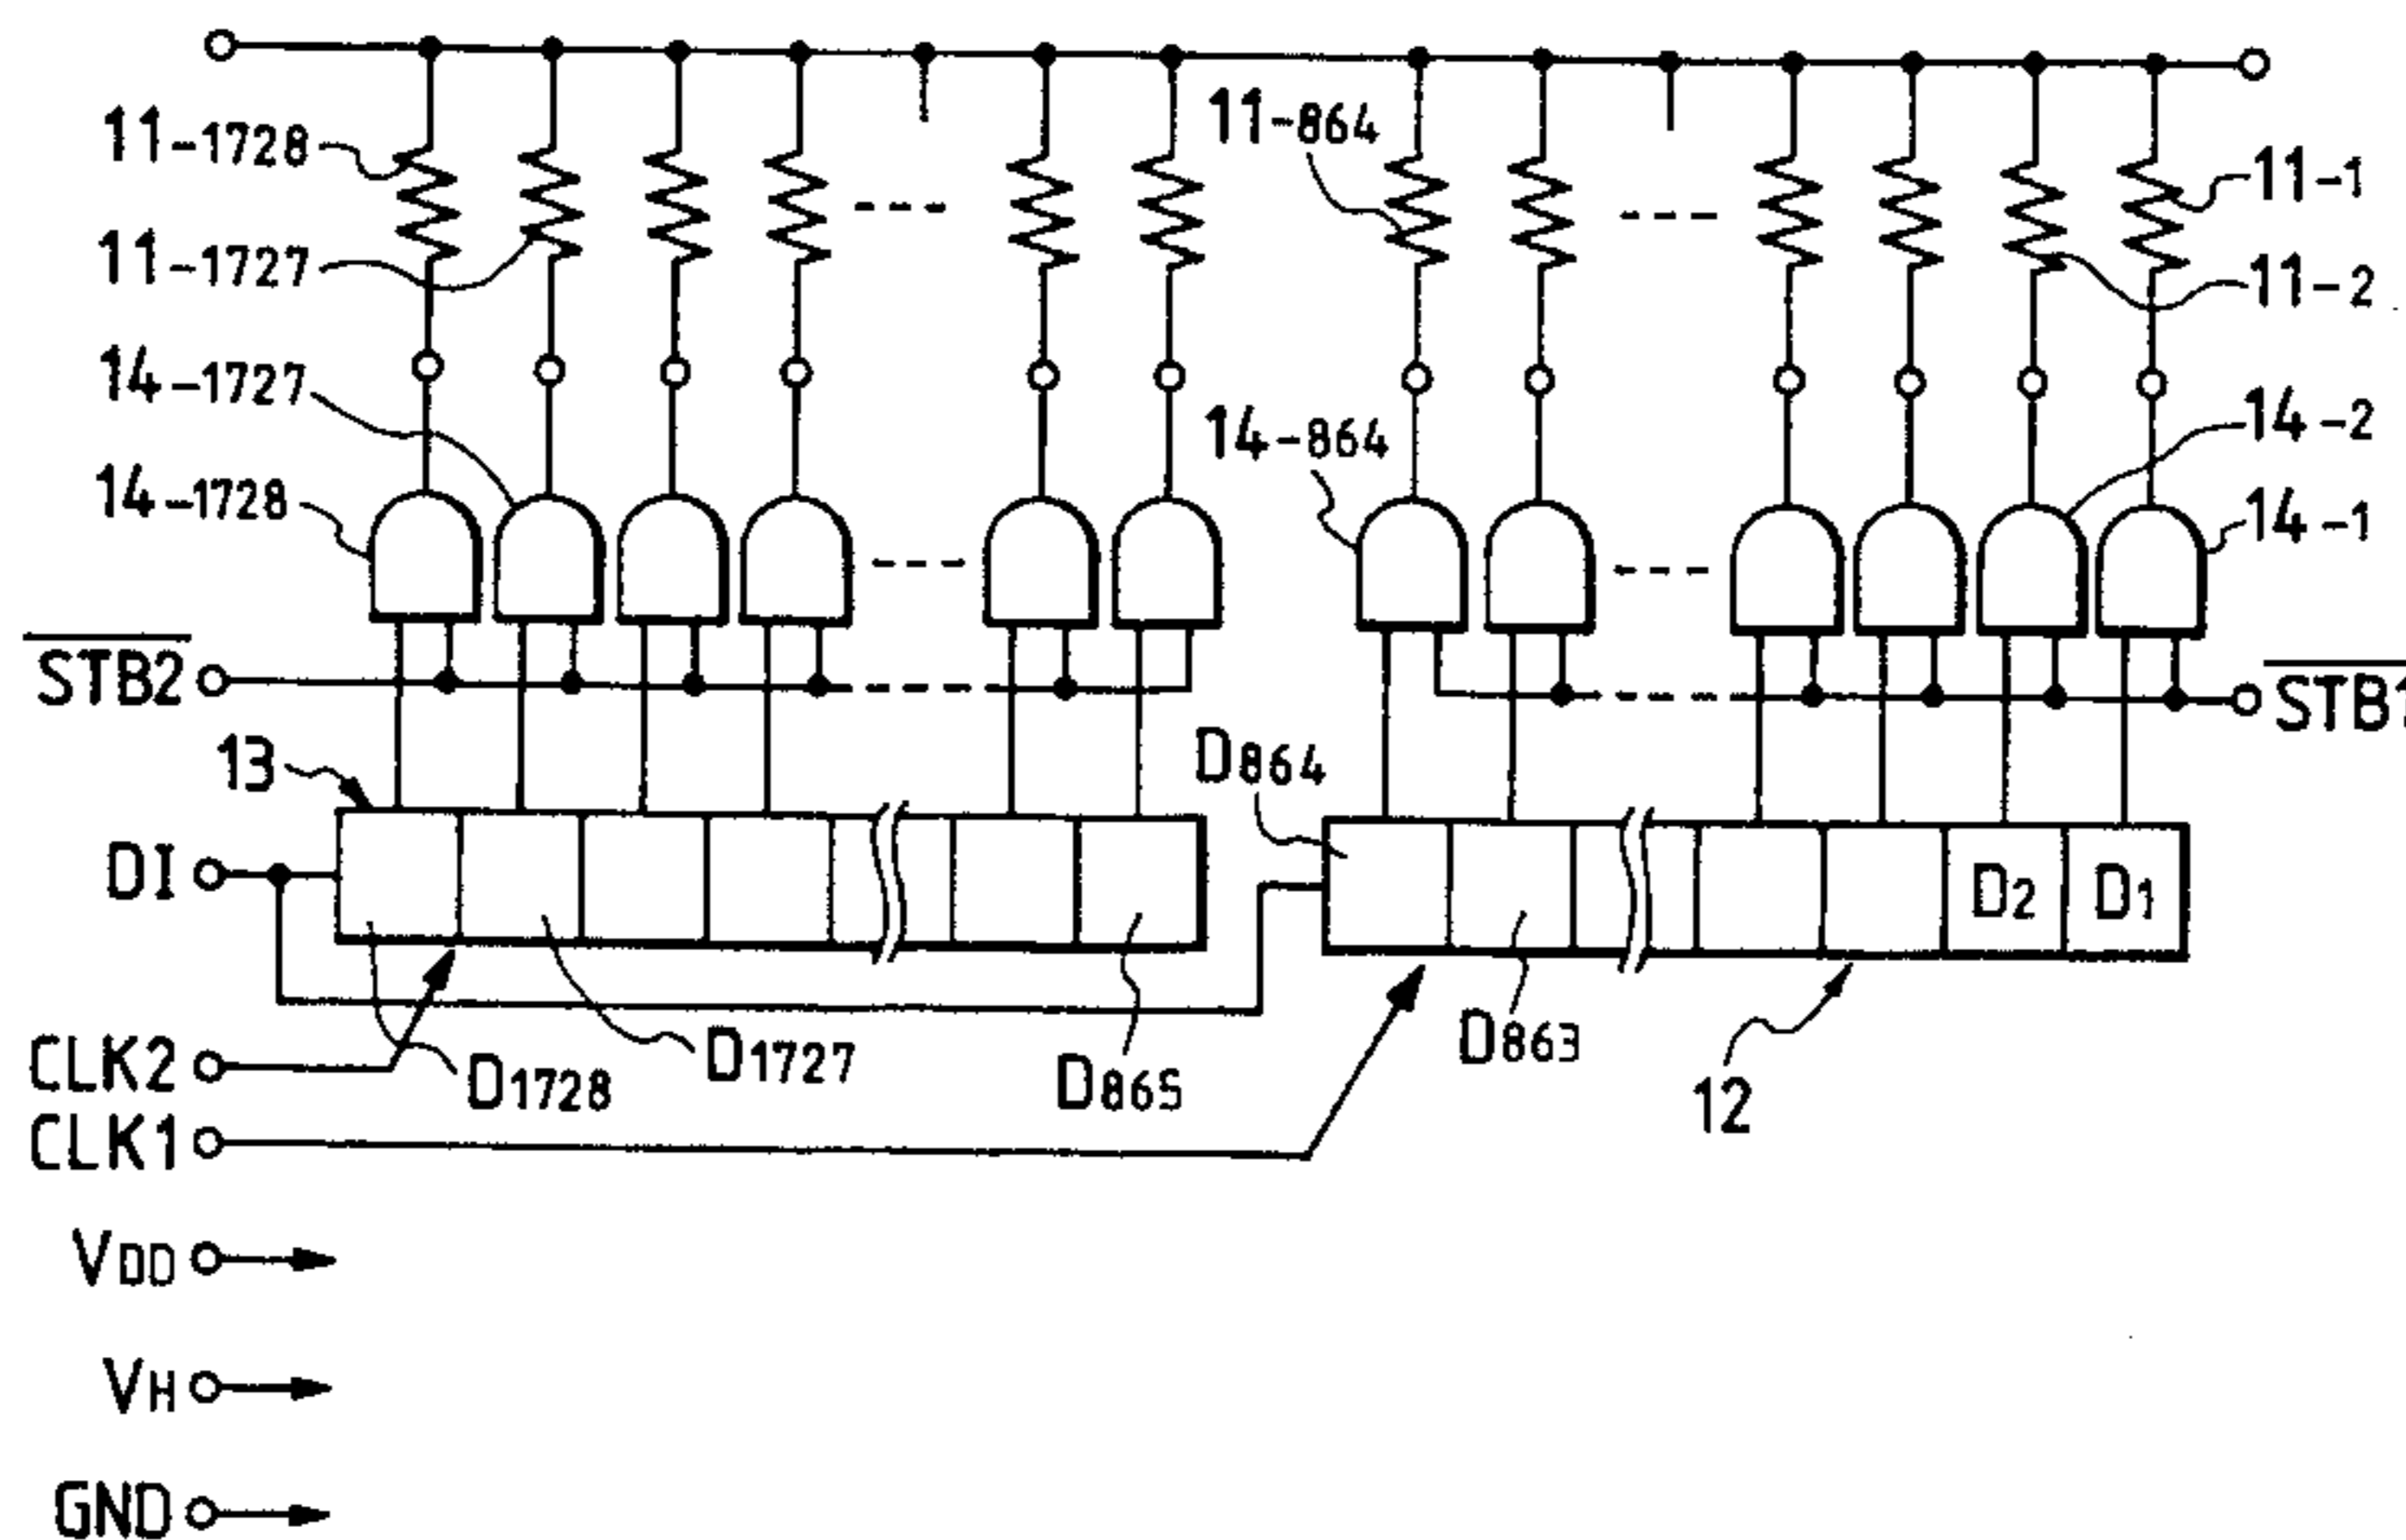 11-1728
11-864
11-1
11-1727
11-2
14-1727
14-864
14-2
14-1728
14-1
STB2
STB1
13
D864
DI
D2
D1
D863
CLK2
D1728
D1727
D865
12
CLK1
VDD
VH
GND